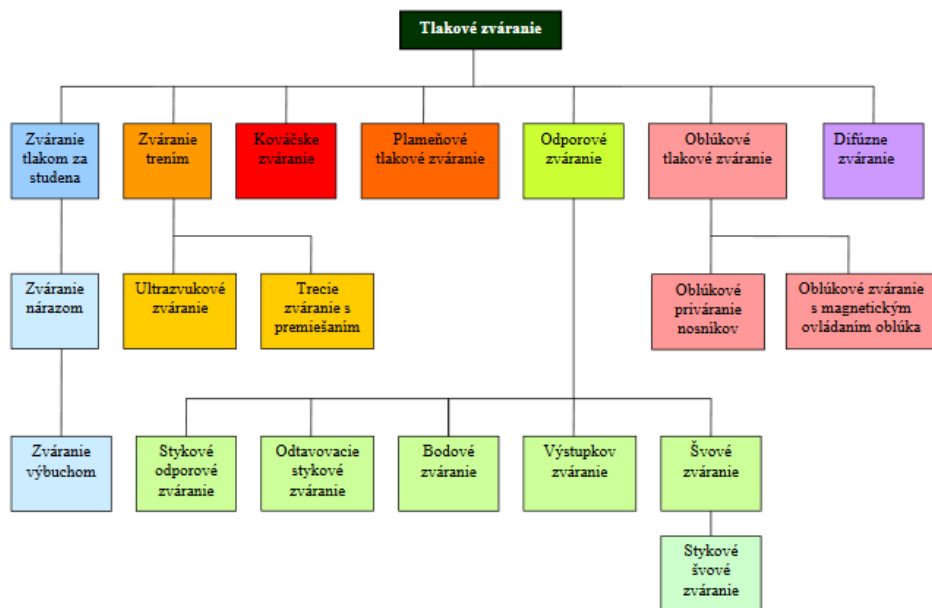 Tlakové zváranie
Zváranie
tlakom za
studena
Zváranie
trením
Kováčske
zváranie
Plameňové
tlakové zváranie
Odporové
zváranie
Oblúkové
tlakové zváranie
Difúzne
zváranie
Zváranie
nárazom
Ultrazvukové
zváranie
Trecie
zváranie s
premiešaním
Oblúkové
priváranie
nosníkov
Oblúkové zváranie
s magnetickým
ovládaním oblúka
Zváranie
výbuchom
Stykové
odporové
zváranie
Odtavovacie
stykové
zváranie
Bodové
zváranie
Výstupkov
zváranie
Švové
zváranie
Stykové
švové
zváranie